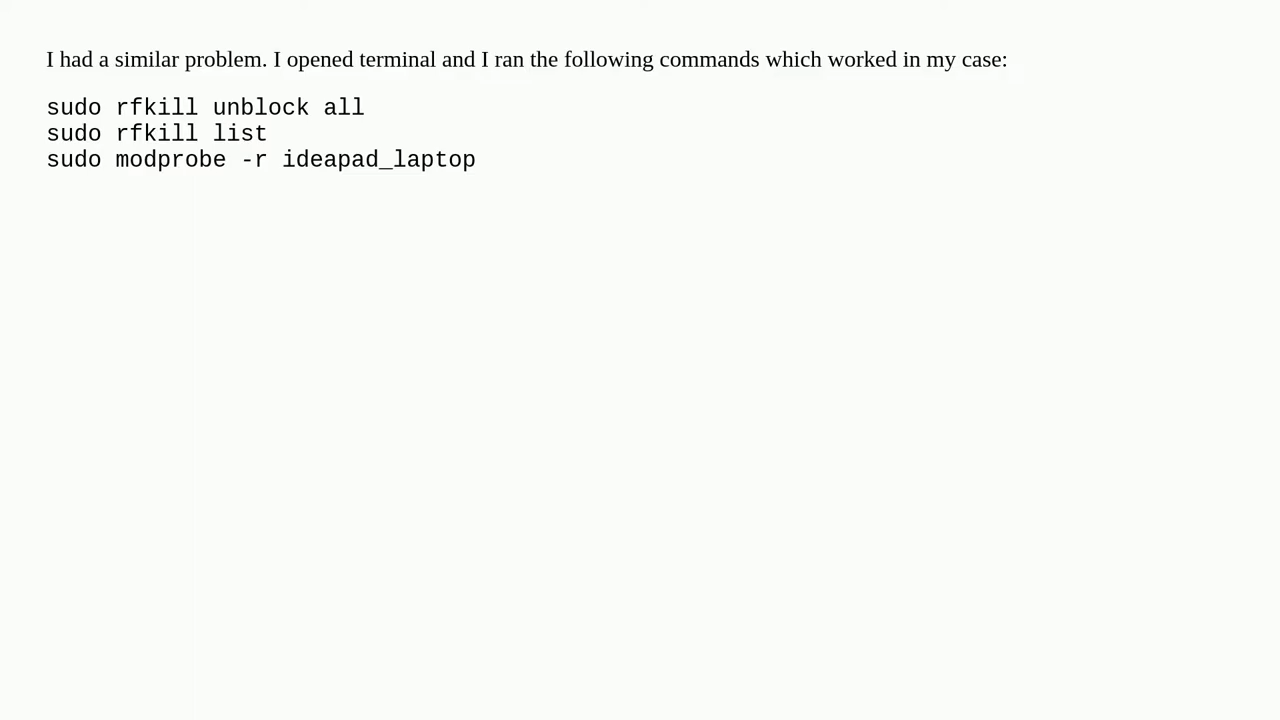 I had a similar problem. I opened terminal and I ran the following commands which worked in my case:
sudo rfkill unblock all
sudo rfkill list
sudo modprobe -r ideapad_laptop